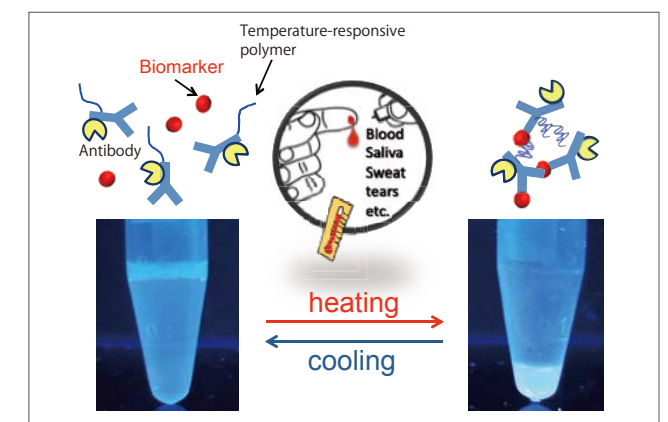 Temperature-responsive
polymer
Biomarker
Antibody
Blood
Saliva
Sweat
tears
etc.
heating
cooling